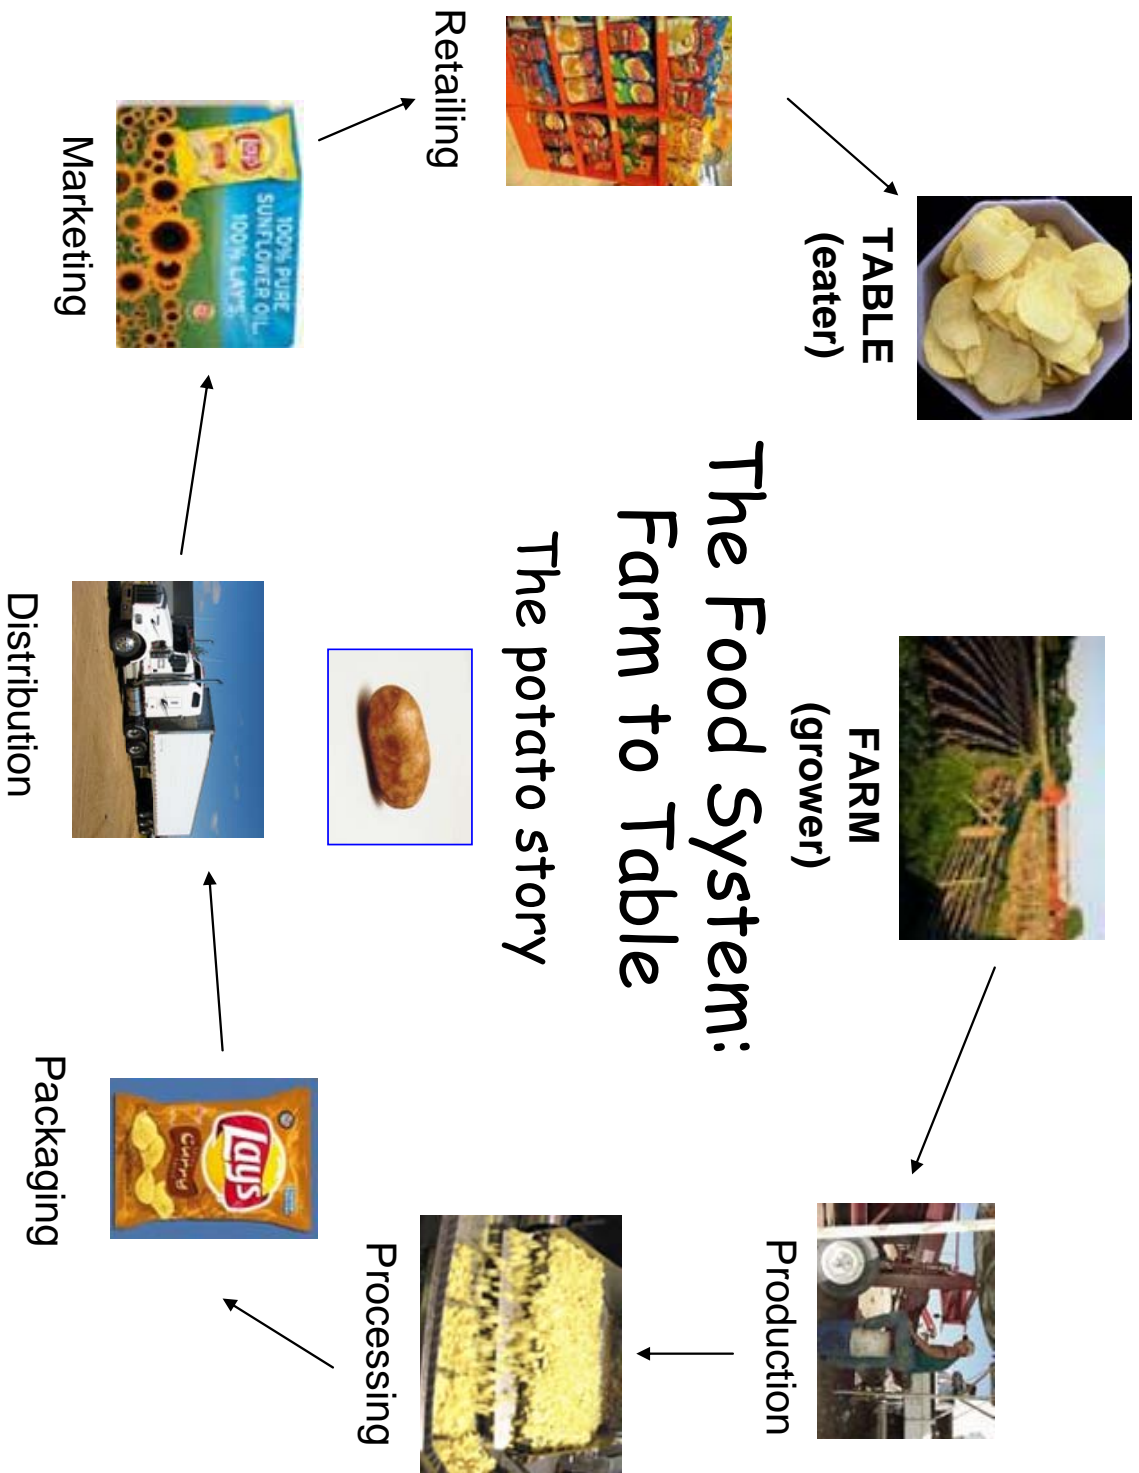 The Food System:
Farm to Table
The potato story
FARM
(grower)
Production
Processing
Packaging
Lay's
Curry
Distribution
Marketing
Lay's
100% PURE
SUNFLOWER OIL.
100% LAY'S.
Retailing
TABLE
(eater)